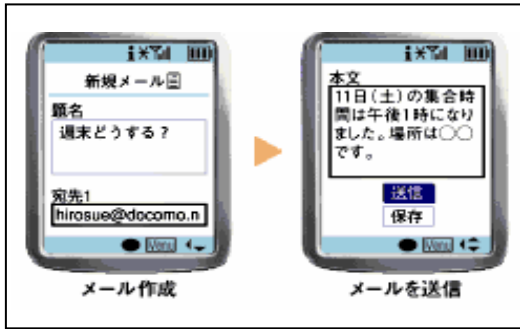 新規メール
題名
週末どうする?
宛先1
hirosue@docomo.n
Menu
メール作成
本文
11日(土)の集合時
間は午後1時になり
ました。場所は○○
です。
送信
保存
Menu
メールを送信